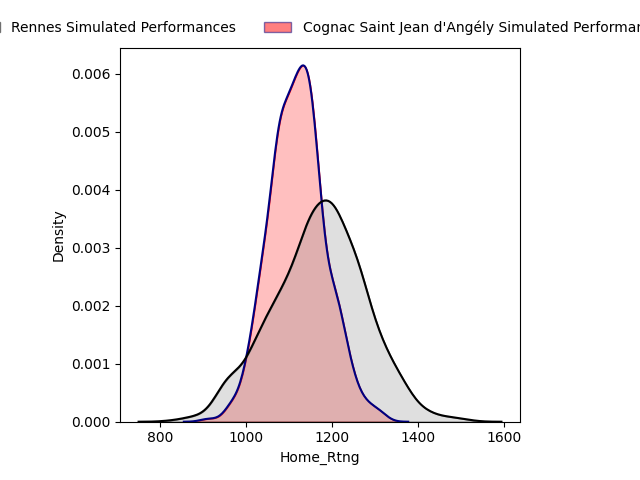 Rennes Simulated Performances
Cognac Saint Jean d'Angély Simulated
0.006
0.005
0.004
0.003
0.002
0.001
0.000
Density
800 1000 1200 1400 1600
Home_Rtng